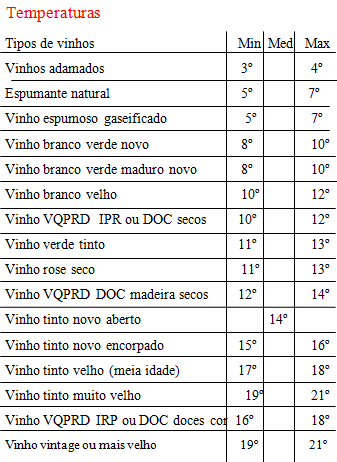 Temperaturas
Tipos de vinhos Min Med Max
Vinhos adamados 3º 4º
Espumante natural 5º 7º
Vinho espumoso gaseificado 5º 7º
Vinho branco verde novo 8º 10º
Vinho branco verde maduro novo 8º 10º
Vinho branco velho 10º 12º
Vinho VQPRD IPR ou DOC secos 10º 12º
Vinho verde tinto 11º 13º
Vinho rose seco 11º 13º
Vinho VQPRD DOC madeira secos 12º 14º
Vinho tinto novo aberto 14º
Vinho tinto novo encorpado 15º 16º
Vinho tinto velho (meia idade) 17º 18º
Vinho tinto muito velho 19º 21º
Vinho VQPRD IRP ou DOC doces cor 16º 18º
Vinho vintage ou mais velho 19º 21º